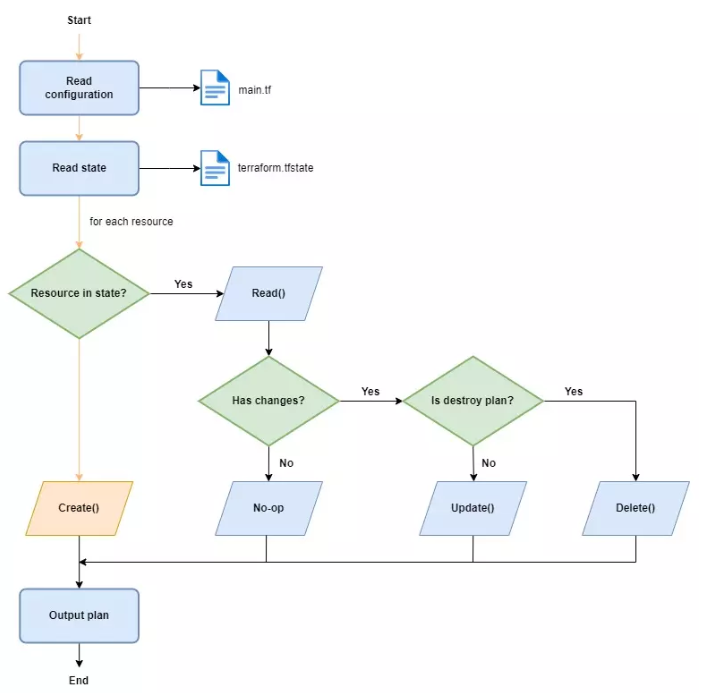 Start
Read
configuration
main.tf
Read state
terraform.tfstate
for each resource
Resource in state?
Yes
Read()
Has changes?
Yes
Is destroy plan?
Yes
No
No
Create()
No-op
Update()
Delete()
Output plan
End